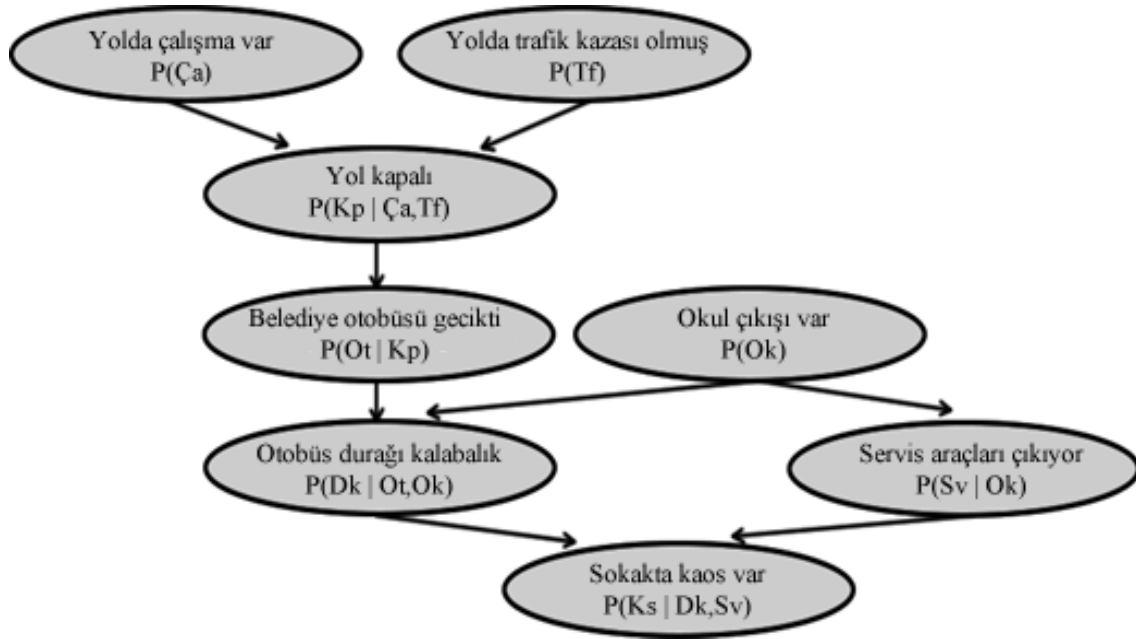 Yolda çalışma var
P(Ça)
Yolda trafik kazası olmuş
P(Tf)
Yol kapalı
P(Kp | Ça,Tf)
Belediye otobüsü gecikti
P(Ot | Kp)
Okul çıkışı var
P(Ok)
Otobüs durağı kalabalık
P(Dk | Ot,Ok)
Servis araçları çıkıyor
P(Sv | Ok)
Sokakta kaos var
P(Ks | Dk,Sv)